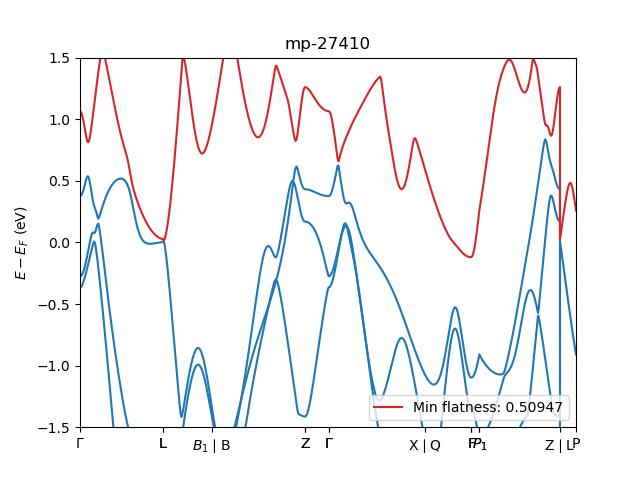 mp-27410
E − E_F (eV)
1.5
1.0
0.5
0.0
−0.5
−1.0
−1.5
Min flatness: 0.50947
Γ L B₁ | B Z Γ X | Q P₁ Z | L P